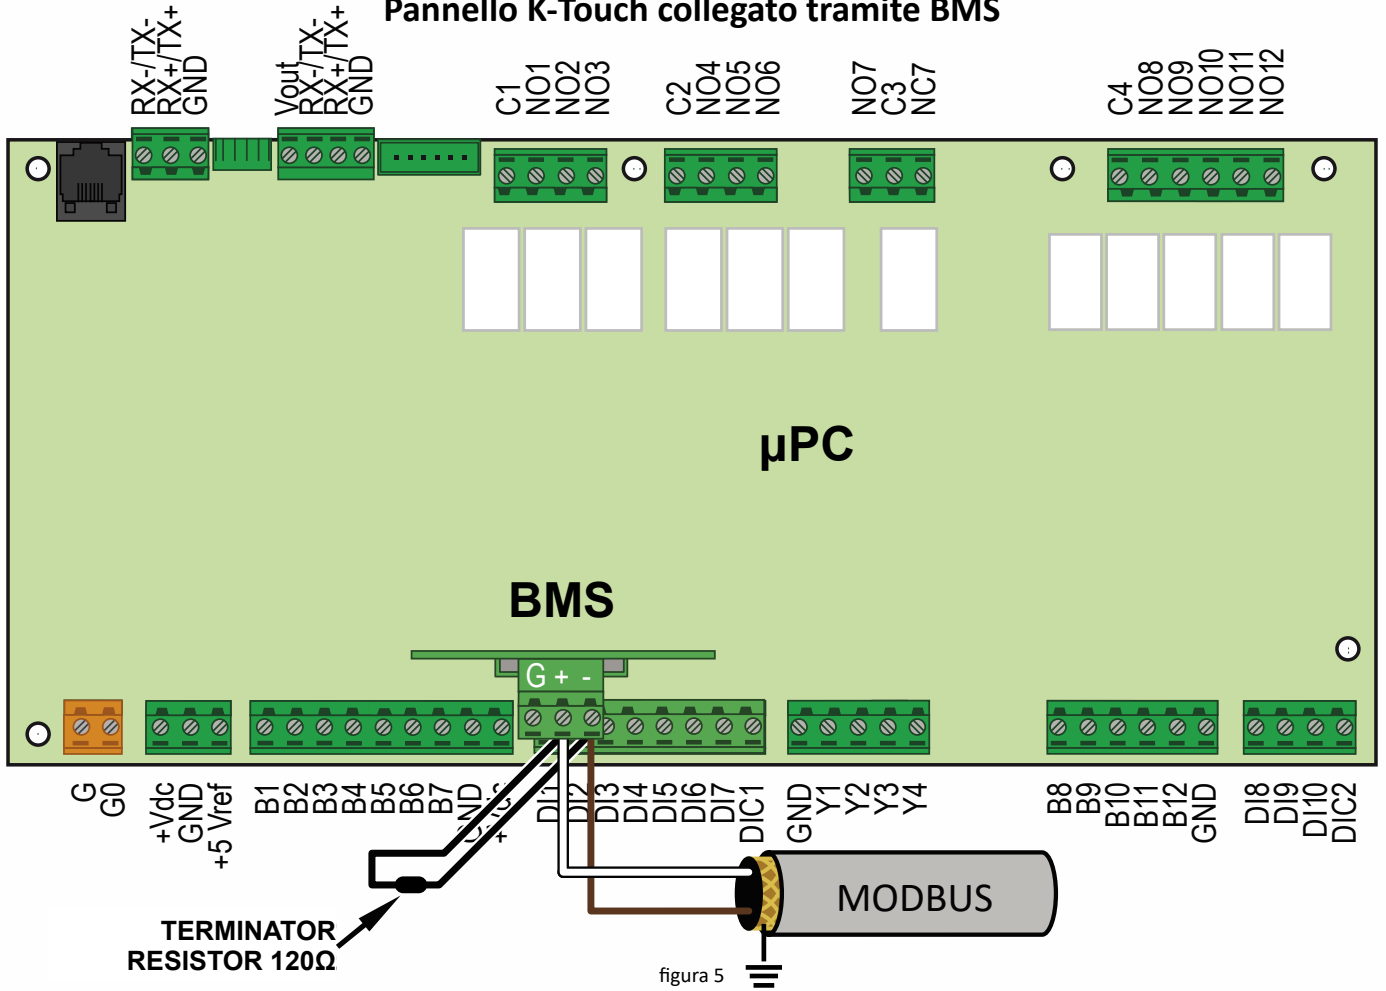 Pannello K-Touch collegato tramite BMS
RX-/TX-
RX+/TX+
GND
Vout
RX-/TX-
RX+/TX+
GND
C1
NO1
NO2
NO3
C2
NO4
NO5
NO6
NO7
C3
NC7
C4
NO8
NO9
NO10
NO11
NO12
µPC
BMS
G + -
G
G0
+Vdc
GND
+5 Vref
B1
B2
B3
B4
B5
B6
B7
GND
DI1
DI2
DI3
DI4
DI5
DI6
DI7
DIC1
GND
Y1
Y2
Y3
Y4
B8
B9
B10
B11
B12
GND
DI8
DI9
DI10
DIC2
MODBUS
TERMINATOR
RESISTOR 120Ω
figura 5